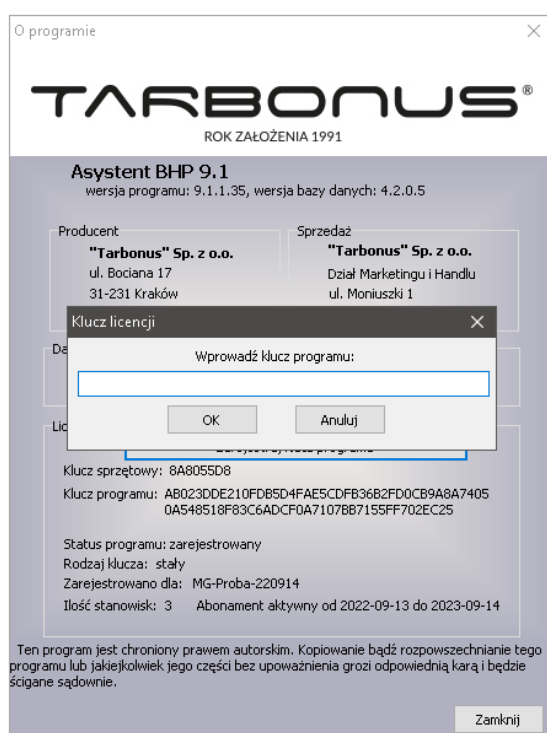 O programie
TARBONUS®
ROK ZAŁOŻENIA 1991
Asystent BHP 9.1
wersja programu: 9.1.1.35, wersja bazy danych: 4.2.0.5
Producent
"Tarbonus" Sp. z o.o.
ul. Bociana 17
31-231 Kraków
Sprzedaż
"Tarbonus" Sp. z o.o.
Dział Marketingu i Handlu
ul. Moniuszki 1
Klucz licencji
Wprowadź klucz programu:
OK
Anuluj
Klucz sprzętowy: 8A8055D8
Klucz programu: AB023DDE210FDB5D4FAE5CDFB36B2FD0CB9A8A7405
0A548518F83C6ADCF0A7107BB7155FF702EC25
Status programu: zarejestrowany
Rodzaj klucza: stały
Zarejestrowano dla: MG-Proba-220914
Ilość stanowisk: 3 Abonament aktywny od 2022-09-13 do 2023-09-14
Ten program jest chroniony prawem autorskim. Kopiowanie bądź rozpowszechnianie tego
programu lub jakiejkolwiek jego części bez upoważnienia grozi odpowiednią karą i będzie
ścigane sądownie.
Zamknij